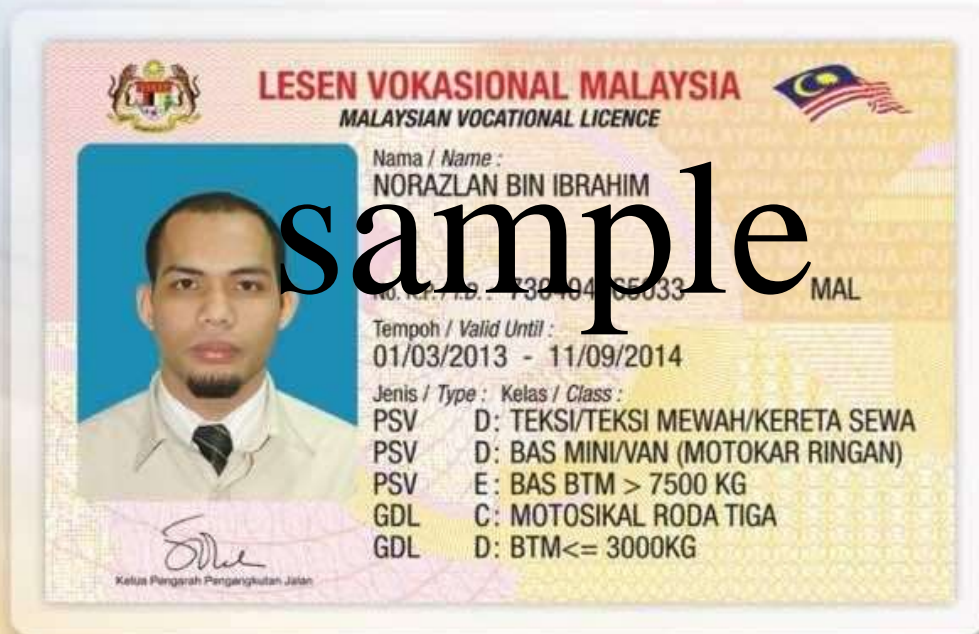 LESEN VOKASIONAL MALAYSIA
MALAYSIAN VOCATIONAL LICENCE
Nama / Name :
NORAZLAN BIN IBRAHIM
sample
MAL
Tempoh / Valid Until :
01/03/2013 - 11/09/2014
Jenis / Type : Kelas / Class :
PSV D: TEKSI/TEKSI MEWAH/KERETA SEWA
PSV D: BAS MINI/VAN (MOTOKAR RINGAN)
PSV E: BAS BTM > 7500 KG
GDL C: MOTOSIKAL RODA TIGA
GDL D: BTM<= 3000KG
Ketua Pengarah Pengangkutan Jalan